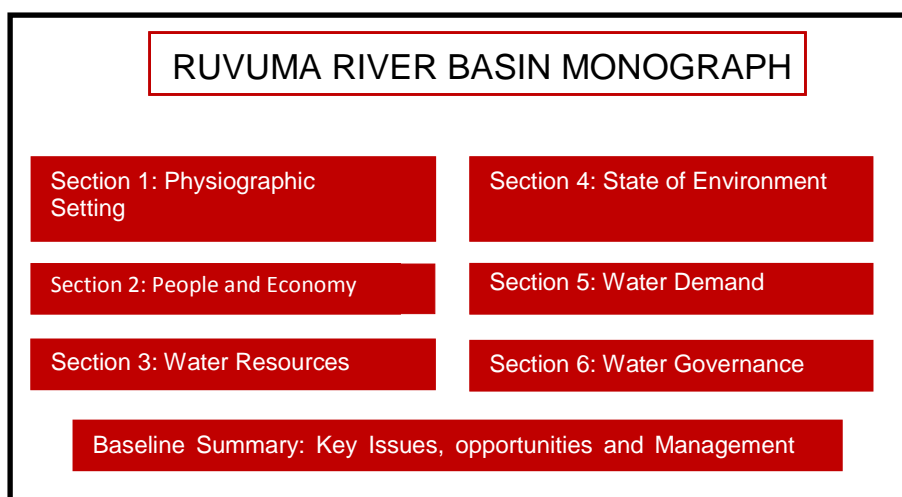 RUVUMA RIVER BASIN MONOGRAPH
Section 1: Physiographic
Setting
Section 2: People and Economy
Section 3: Water Resources
Section 4: State of Environment
Section 5: Water Demand
Section 6: Water Governance
Baseline Summary: Key Issues, opportunities and Management